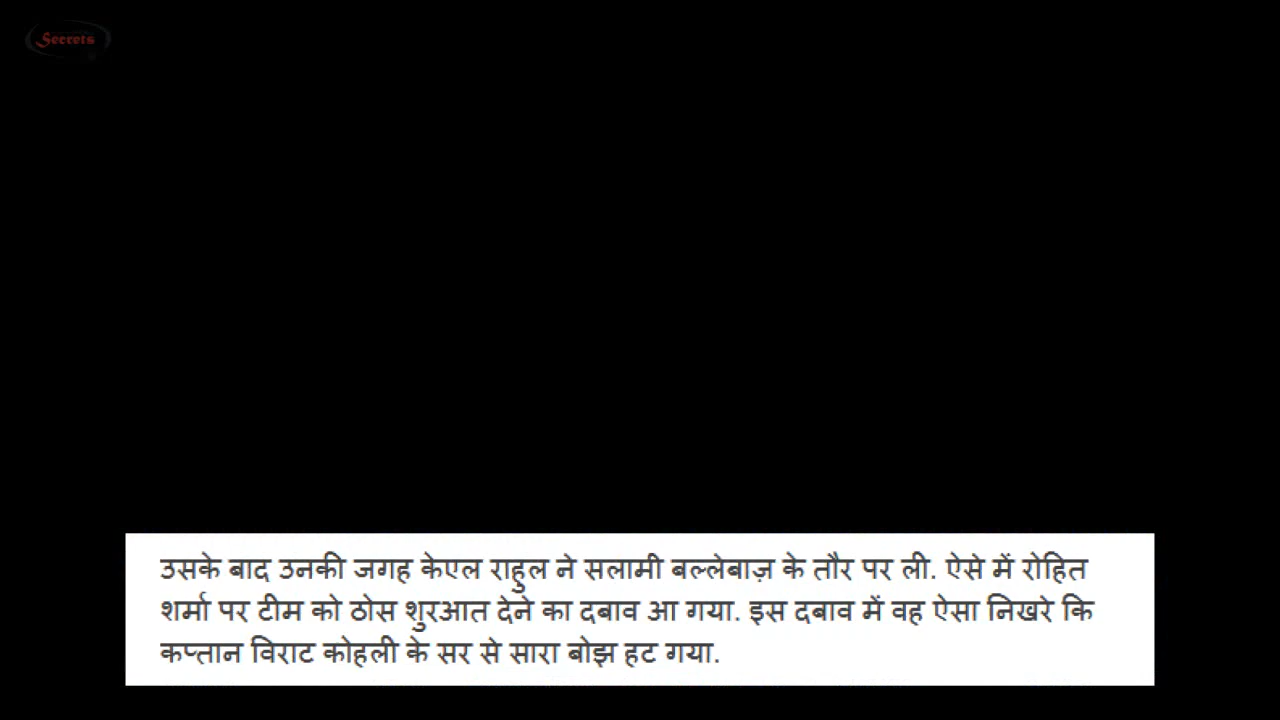 Secrets
उसके बाद उनकी जगह केएल राहुल ने सलामी बल्लेबाज़ के तौर पर ली. ऐसे में रोहित
शर्मा पर टीम को ठोस शुरआत देने का दबाव आ गया. इस दबाव में वह ऐसा निखरे कि
कप्तान विराट कोहली के सर से सारा बोझ हट गया.